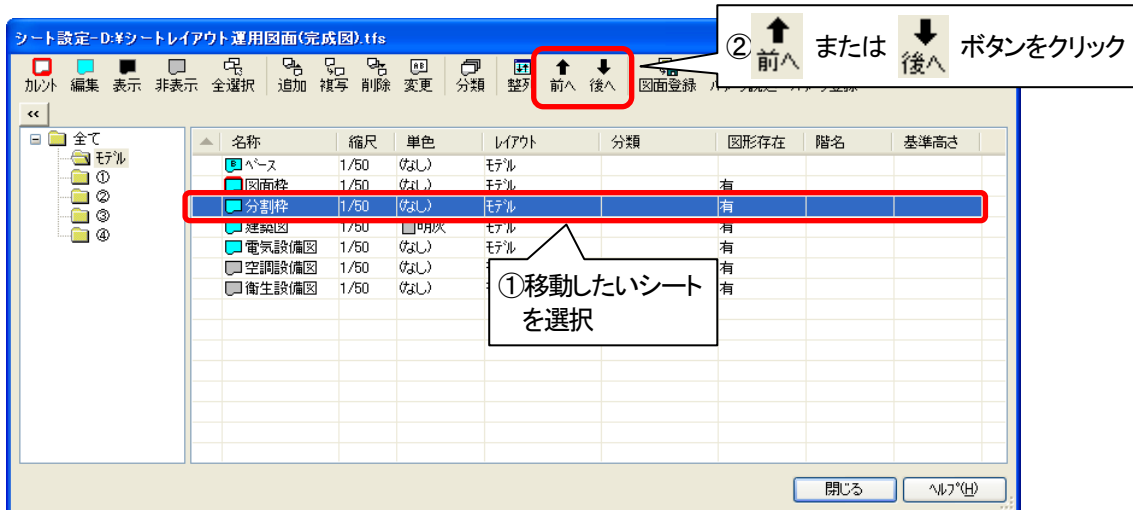 シート設定-D:¥シートレイアウト運用図面(完成図).tfs
②前へ または 後へ ボタンをクリック
カレント 編集 表示 非表示 全選択 追加 複写 削除 変更 分類 整列 前へ 後へ 図面登録
<<
全て
モデル
①
②
③
④
名称 縮尺 単色 レイアウト 分類 図形存在 階名 基準高さ
ベース 1/50 (なし) モデル
図面枠 1/50 (なし) モデル 有
分割枠 1/50 (なし) モデル 有
建築図 1/50 明灰 モデル 有
電気設備図 1/50 (なし) モデル 有
空調設備図 1/50 (なし) 有
衛生設備図 1/50 (なし) 有
①移動したいシート
を選択
閉じる ヘルプ(H)